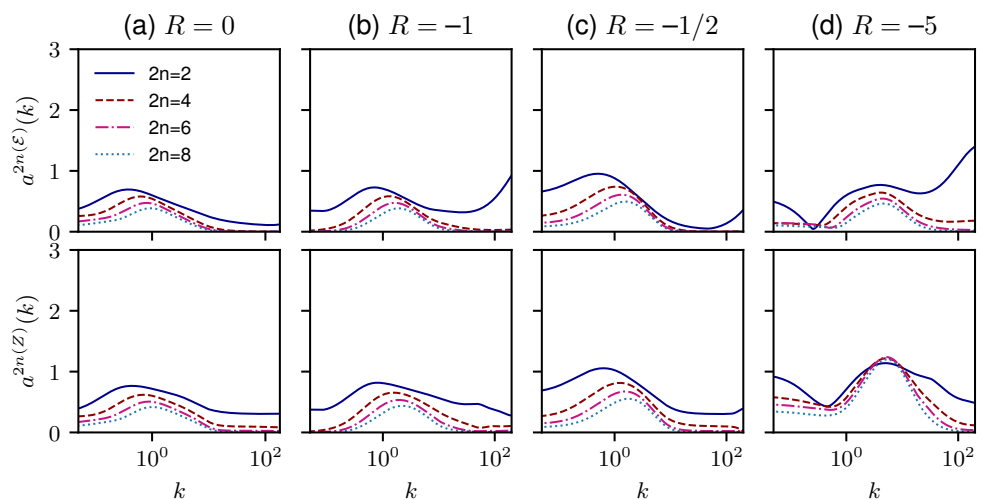 (a) R = 0
(b) R = −1
(c) R = −1/2
(d) R = −5
3
2
1
0
a^{2n(ℰ)}(k)
2n=2
2n=4
2n=6
2n=8
3
2
1
0
a^{2n(Z)}(k)
10^0 10^2
10^0 10^2
10^0 10^2
10^0 10^2
k
k
k
k